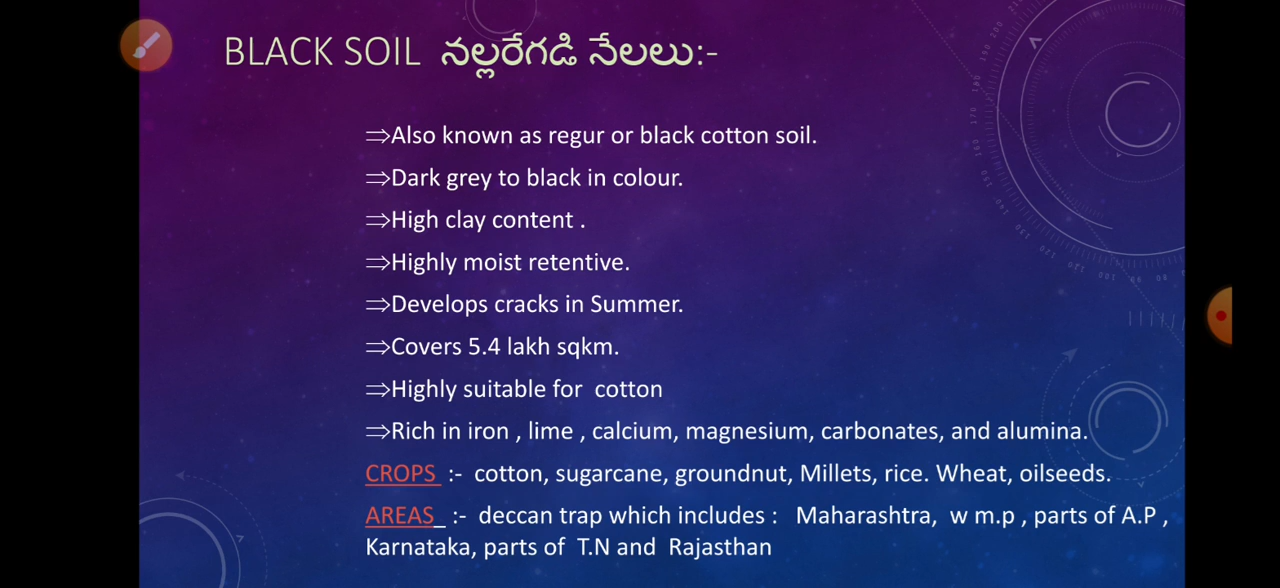 BLACK SOIL నల్లరేగడి నేలలు:-
⇒Also known as regur or black cotton soil.
⇒Dark grey to black in colour.
⇒High clay content .
⇒Highly moist retentive.
⇒Develops cracks in Summer.
⇒Covers 5.4 lakh sqkm.
⇒Highly suitable for cotton
⇒Rich in iron , lime , calcium, magnesium, carbonates, and alumina.
CROPS :- cotton, sugarcane, groundnut, Millets, rice. Wheat, oilseeds.
AREAS_ :- deccan trap which includes : Maharashtra, w m.p , parts of A.P ,
Karnataka, parts of T.N and Rajasthan